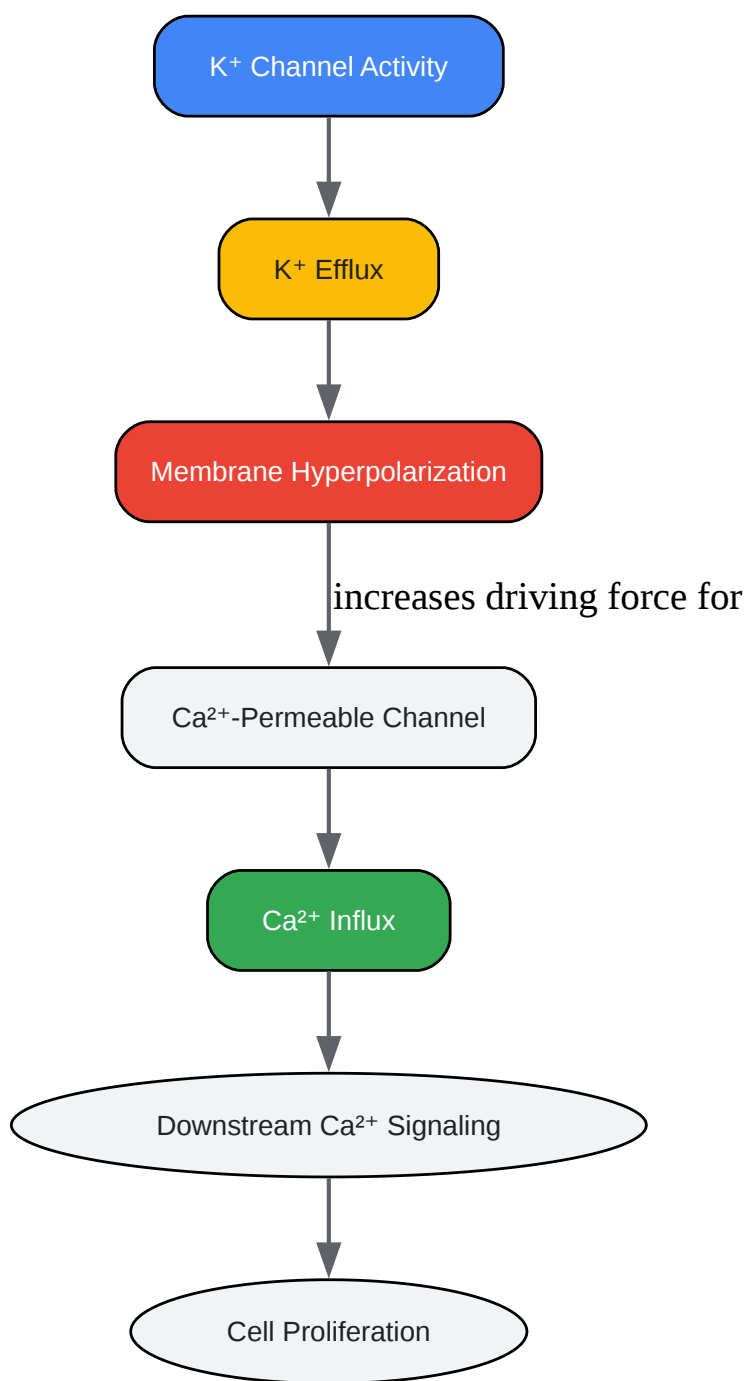 K⁺ Channel Activity
K⁺ Efflux
Membrane Hyperpolarization
increases driving force for
Ca²⁺-Permeable Channel
Ca²⁺ Influx
Downstream Ca²⁺ Signaling
Cell Proliferation